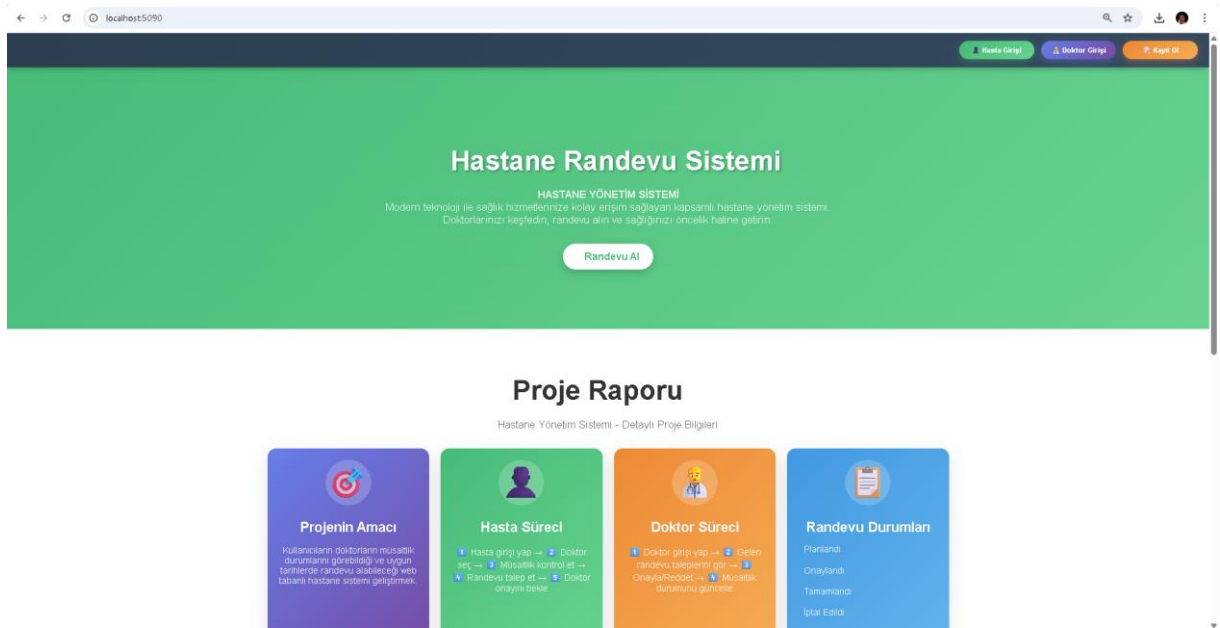 localhost:5090
Hasta Girişi Doktor Girişi Kayıt Ol
Hastane Randevu Sistemi
HASTANE YÖNETİM SİSTEMİ
Modern teknoloji ile sağlık hizmetlerinize kolay erişim sağlayan kapsamlı hastane yönetim sistemi.
Doktorlarınızı keşfedin, randevu alın ve sağlığınızı öncelik haline getirin.
Randevu Al
Proje Raporu
Hastane Yönetim Sistemi - Detaylı Proje Bilgileri
Projenin Amacı
Kullanıcıların doktorların müsaitlik
durumlarını görebildiği ve uygun
tarihlerde randevu alabileceği web
tabanlı hastane sistemi geliştirmek.
Hasta Süreci
1 Hasta girişi yap → 2 Doktor
seç → 3 Müsaitlik kontrol et →
4 Randevu talep et → 5 Doktor
onayını bekle
Doktor Süreci
1 Doktor girişi yap → 2 Gelen
randevu taleplerini gör → 3
Onayla/Reddet → 4 Müsaitlik
durumunu güncelle
Randevu Durumları
Planlandı
Onaylandı
Tamamlandı
İptal Edildi